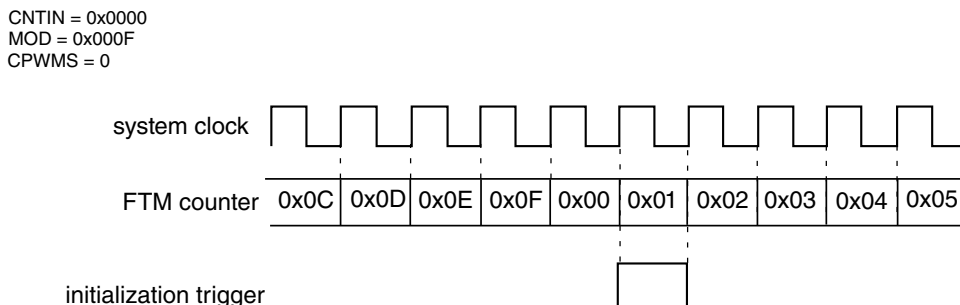 CNTIN = 0x0000
MOD = 0x000F
CPWMS = 0
system clock
FTM counter 0x0C 0x0D 0x0E 0x0F 0x00 0x01 0x02 0x03 0x04 0x05
initialization trigger